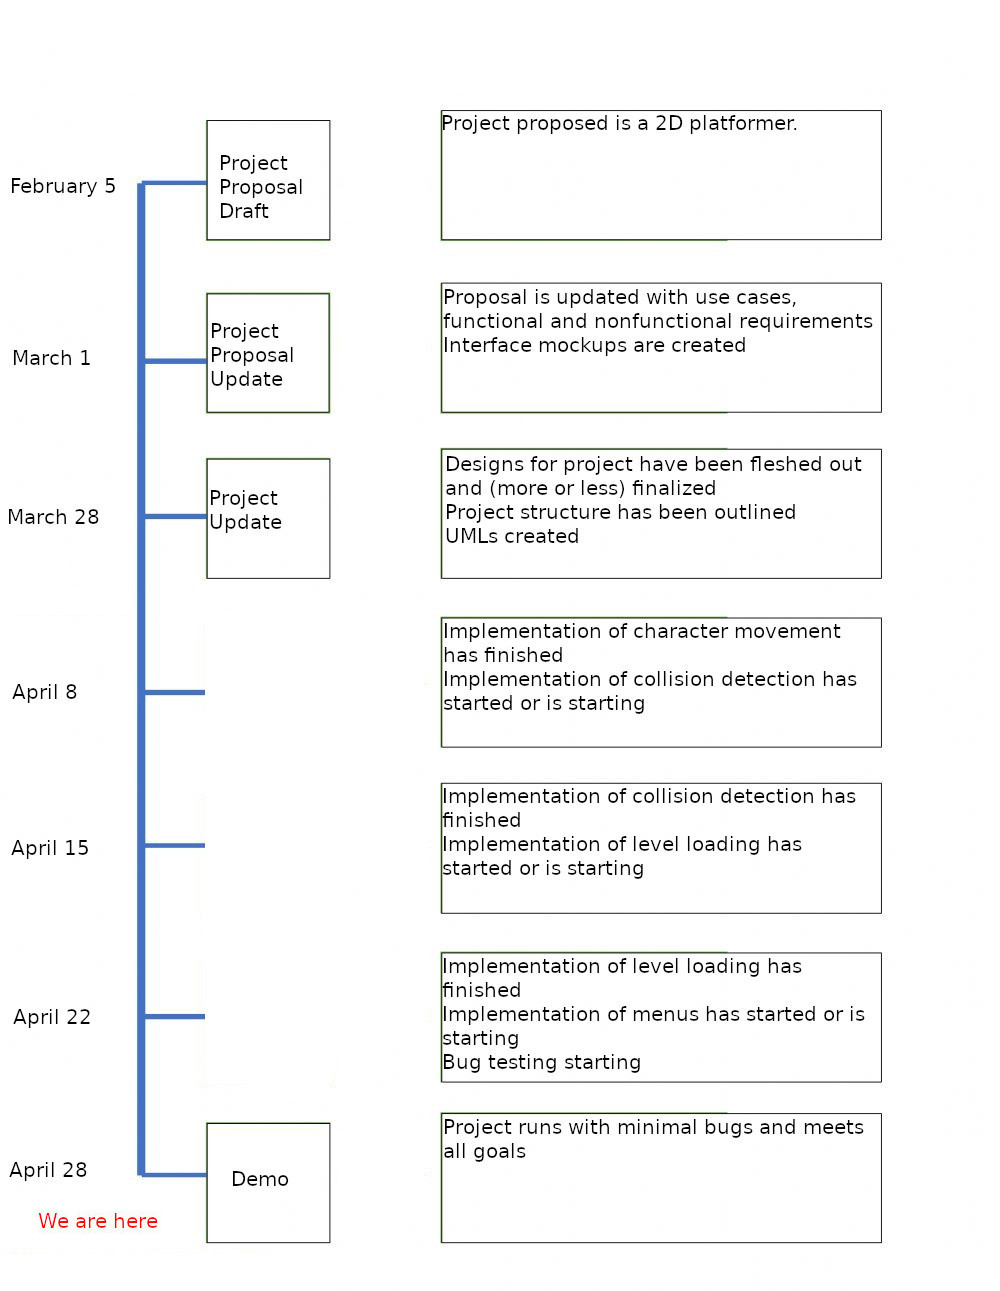 February 5
Project
Proposal
Draft
Project proposed is a 2D platformer.
March 1
Project
Proposal
Update
Proposal is updated with use cases,
functional and nonfunctional requirements
Interface mockups are created
March 28
Project
Update
Designs for project have been fleshed out
and (more or less) finalized
Project structure has been outlined
UMLs created
April 8
Implementation of character movement
has finished
Implementation of collision detection has
started or is starting
April 15
Implementation of collision detection has
finished
Implementation of level loading has
started or is starting
April 22
Implementation of level loading has
finished
Implementation of menus has started or is
starting
Bug testing starting
April 28
Demo
Project runs with minimal bugs and meets
all goals
We are here